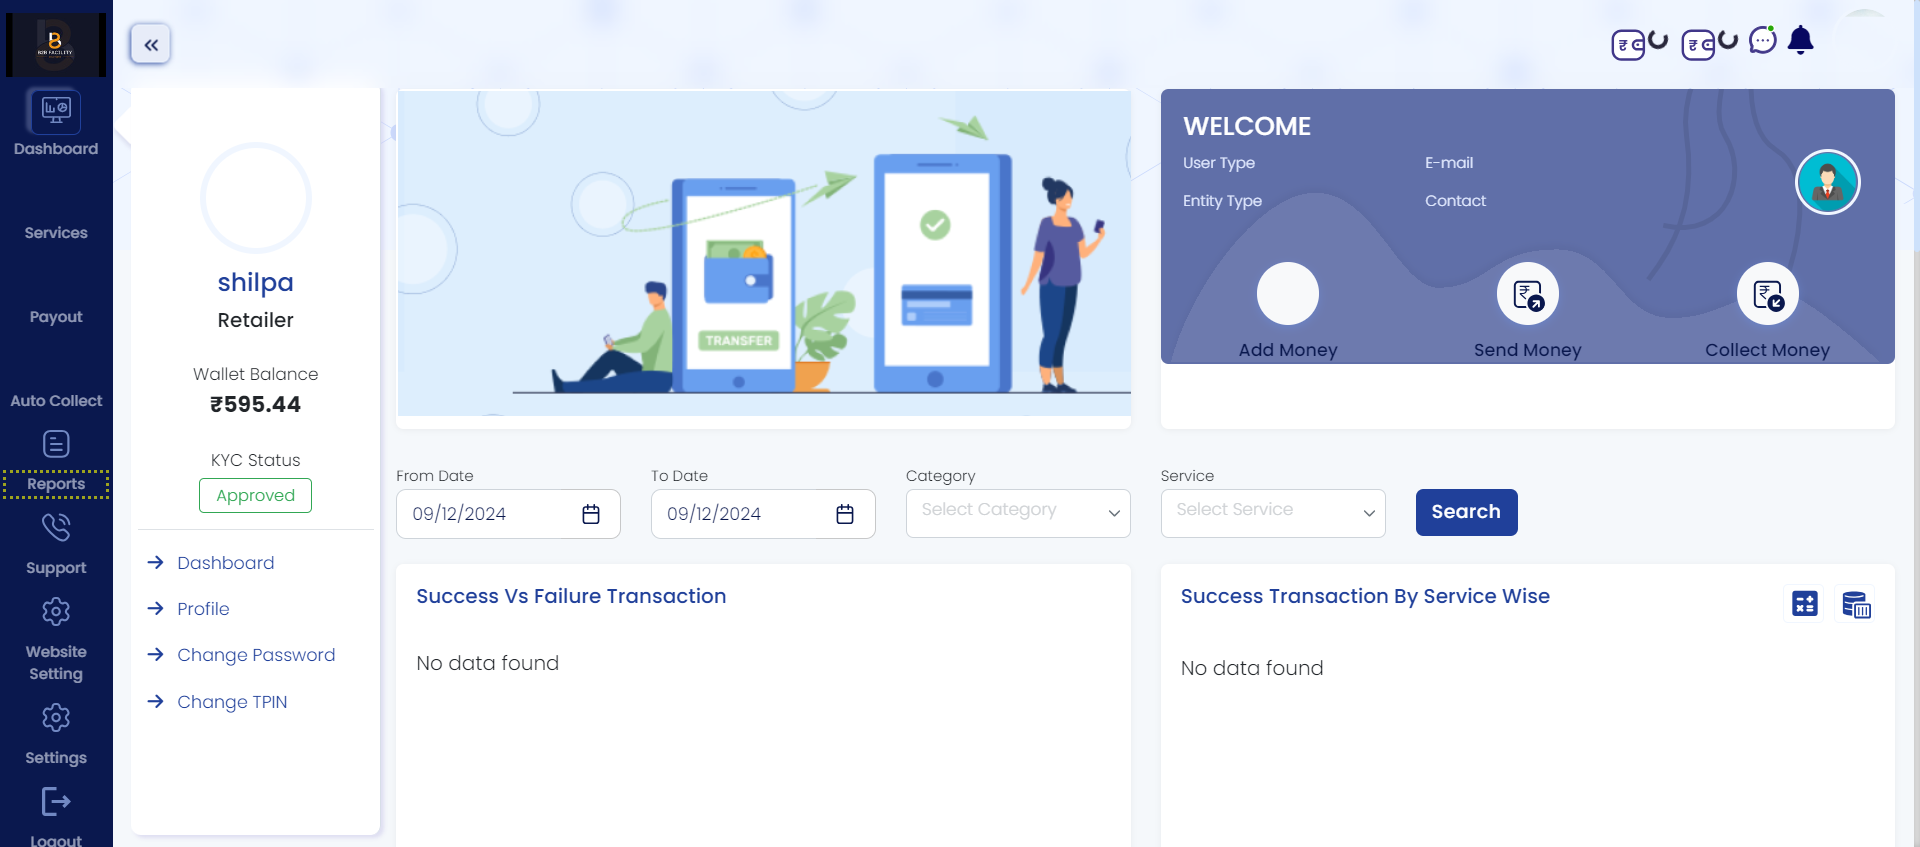 B2B FACILITY
Dashboard
Services
Payout
Auto Collect
Reports
Support
Website
Setting
Settings
Logout
shilpa
Retailer
Wallet Balance
₹595.44
KYC Status
Approved
Dashboard
Profile
Change Password
Change TPIN
TRANSFER
WELCOME
User Type
E-mail
Entity Type
Contact
Add Money
Send Money
Collect Money
From Date
To Date
Category
Service
09/12/2024
09/12/2024
Select Category
Select Service
Search
Success Vs Failure Transaction
No data found
Success Transaction By Service Wise
No data found